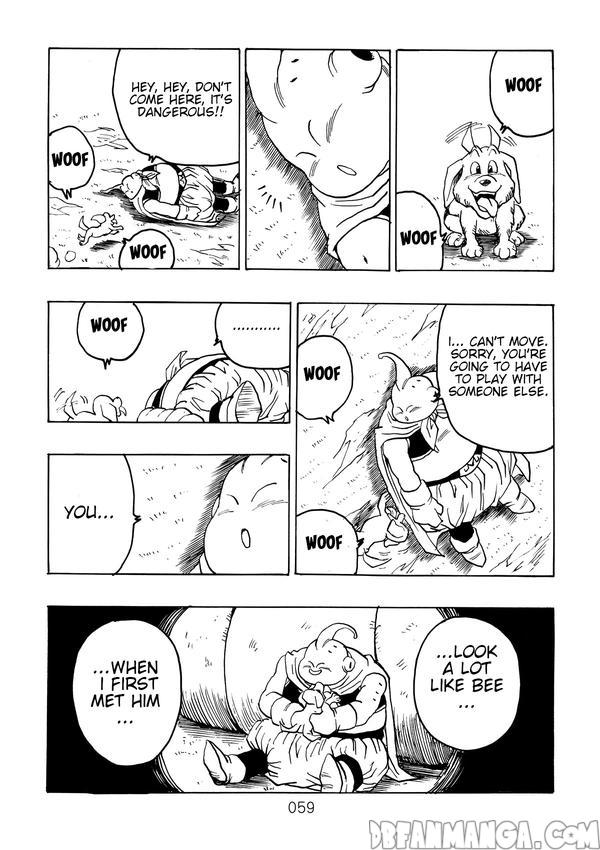 WOOF
WOOF
HEY, HEY, DON'T
COME HERE, IT'S
DANGEROUS!!
WOOF
WOOF
I... CAN'T MOVE.
SORRY, YOU'RE
GOING TO HAVE
TO PLAY WITH
SOMEONE ELSE.
WOOF
WOOF
...........
WOOF
YOU...
...LOOK
A LOT
LIKE BEE
...
...WHEN
I FIRST
MET HIM
...
059
DBFANMANGA.COM